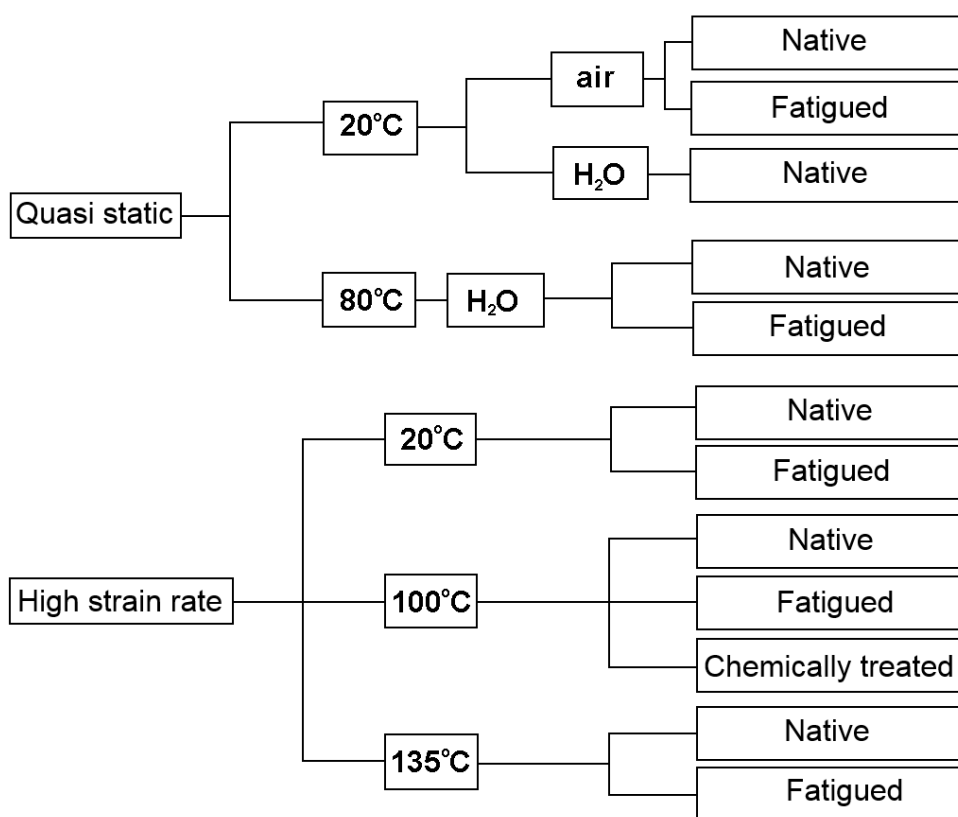 Quasi static
20°C
air
Native
Fatigued
H₂O
Native
80°C
H₂O
Native
Fatigued
High strain rate
20°C
Native
Fatigued
100°C
Native
Fatigued
Chemically treated
135°C
Native
Fatigued